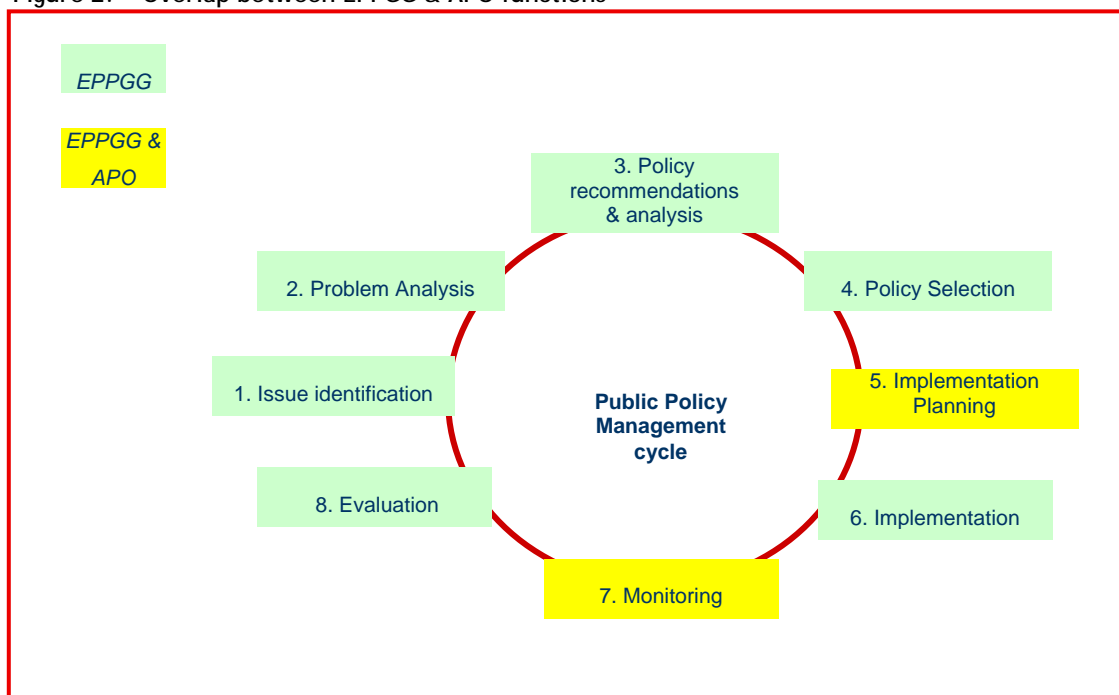 EPPGG
EPPGG &
APO
3. Policy
recommendations
& analysis
2. Problem Analysis
4. Policy Selection
1. Issue identification
5. Implementation
Planning
Public Policy
Management
cycle
8. Evaluation
6. Implementation
7. Monitoring